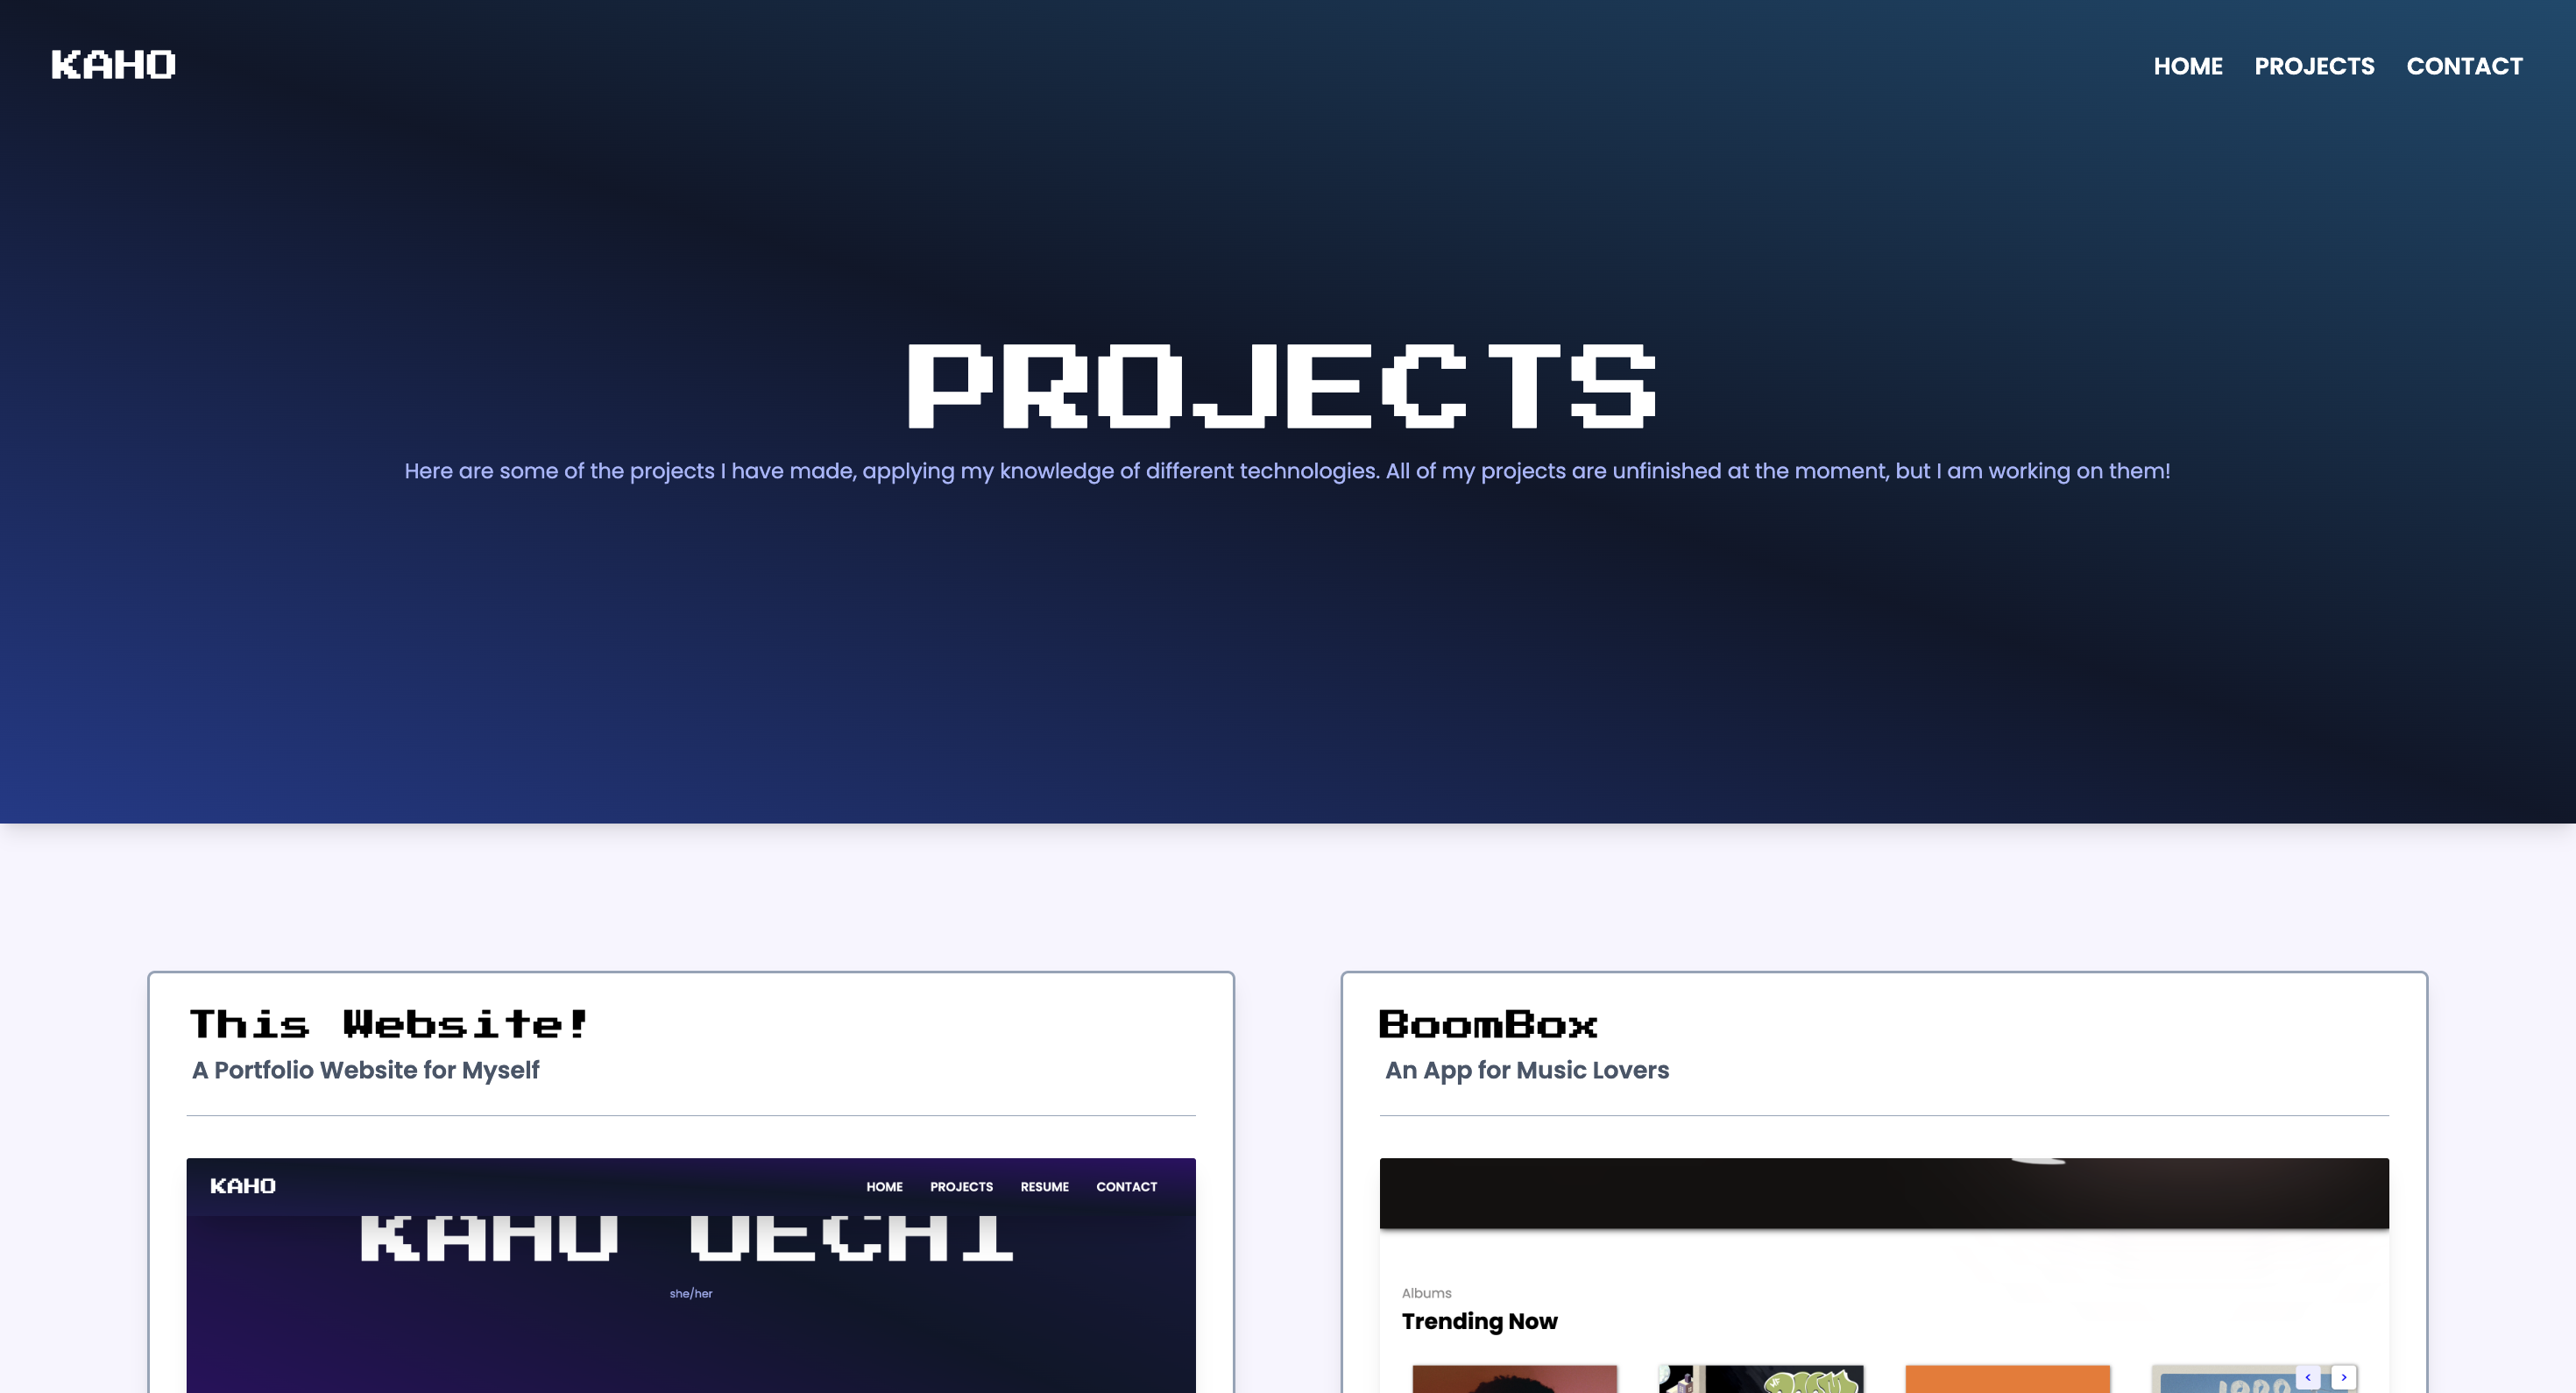 KAHO
HOME PROJECTS CONTACT
PROJECTS
Here are some of the projects I have made, applying my knowledge of different technologies. All of my projects are unfinished at the moment, but I am working on them!
This Website!
A Portfolio Website for Myself
KAHO
HOME PROJECTS RESUME CONTACT
KAHO UECHI
she/her
BoomBox
An App for Music Lovers
Albums
Trending Now